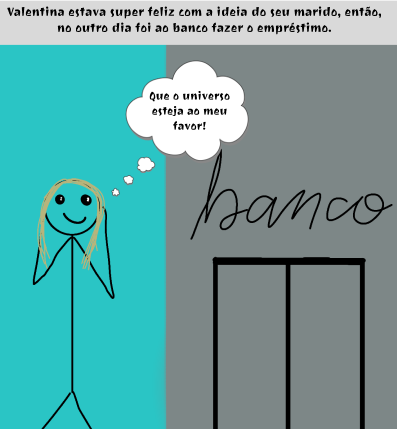 Valentina estava super feliz com a ideia do seu marido, então,
no outro dia foi ao banco fazer o empréstimo.
Que o universo
esteja ao meu
favor!
banco